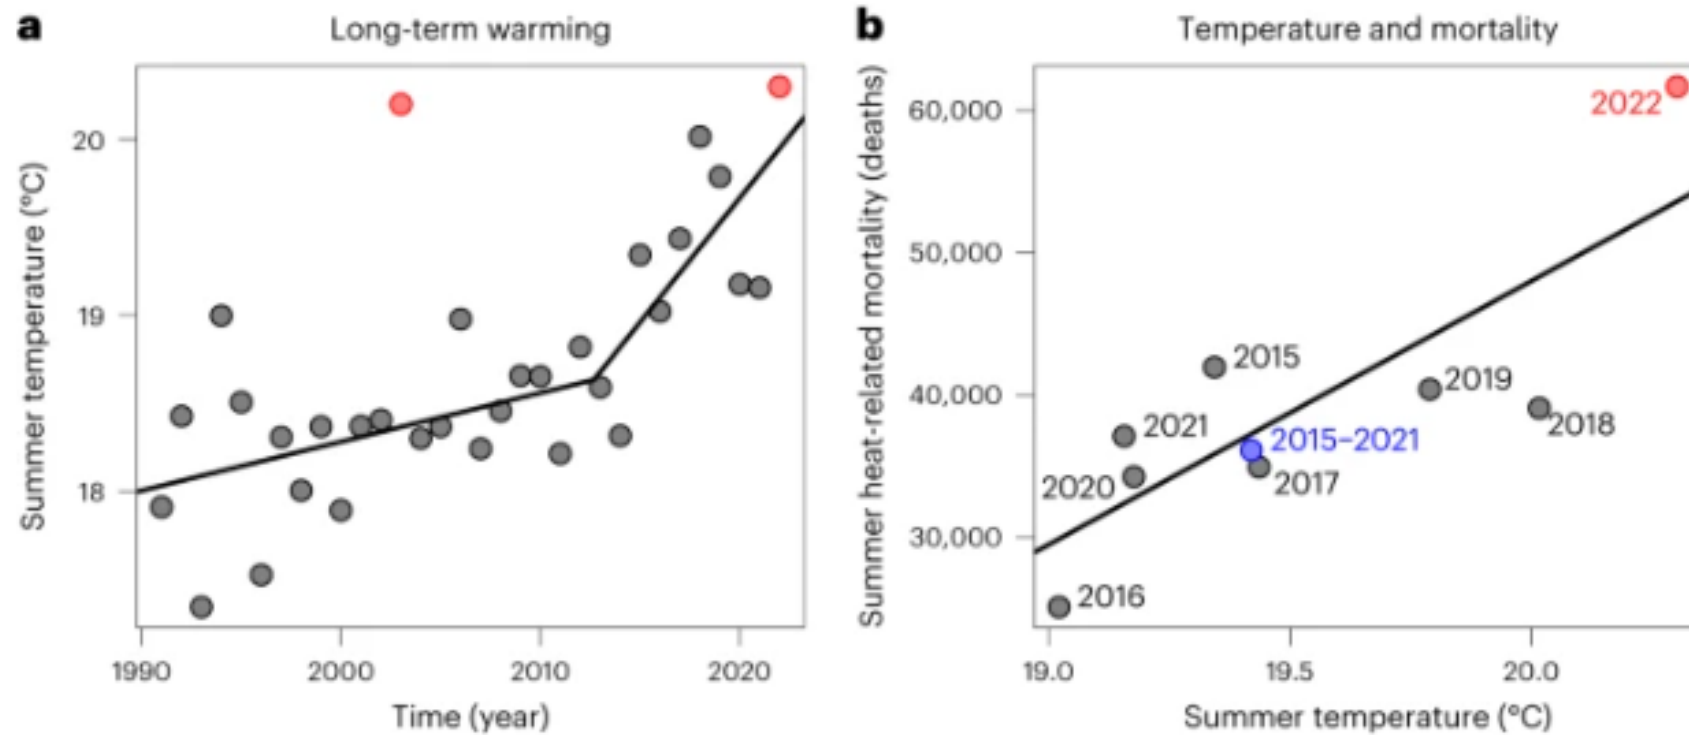 a
Long-term warming
Summer temperature (°C)
20
19
18
1990
2000
2010
2020
Time (year)
b
Temperature and mortality
Summer heat-related mortality (deaths)
60,000
50,000
40,000
30,000
2022
2015
2019
2018
2021
2015–2021
2020
2017
2016
19.0
19.5
20.0
Summer temperature (°C)